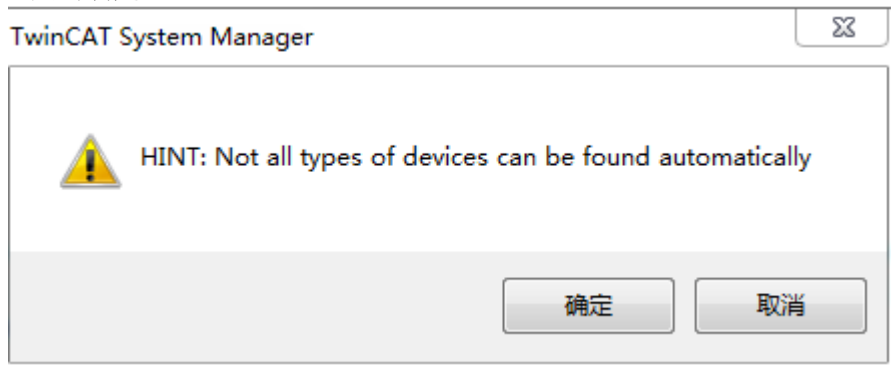 TwinCAT System Manager
HINT: Not all types of devices can be found automatically
确定
取消